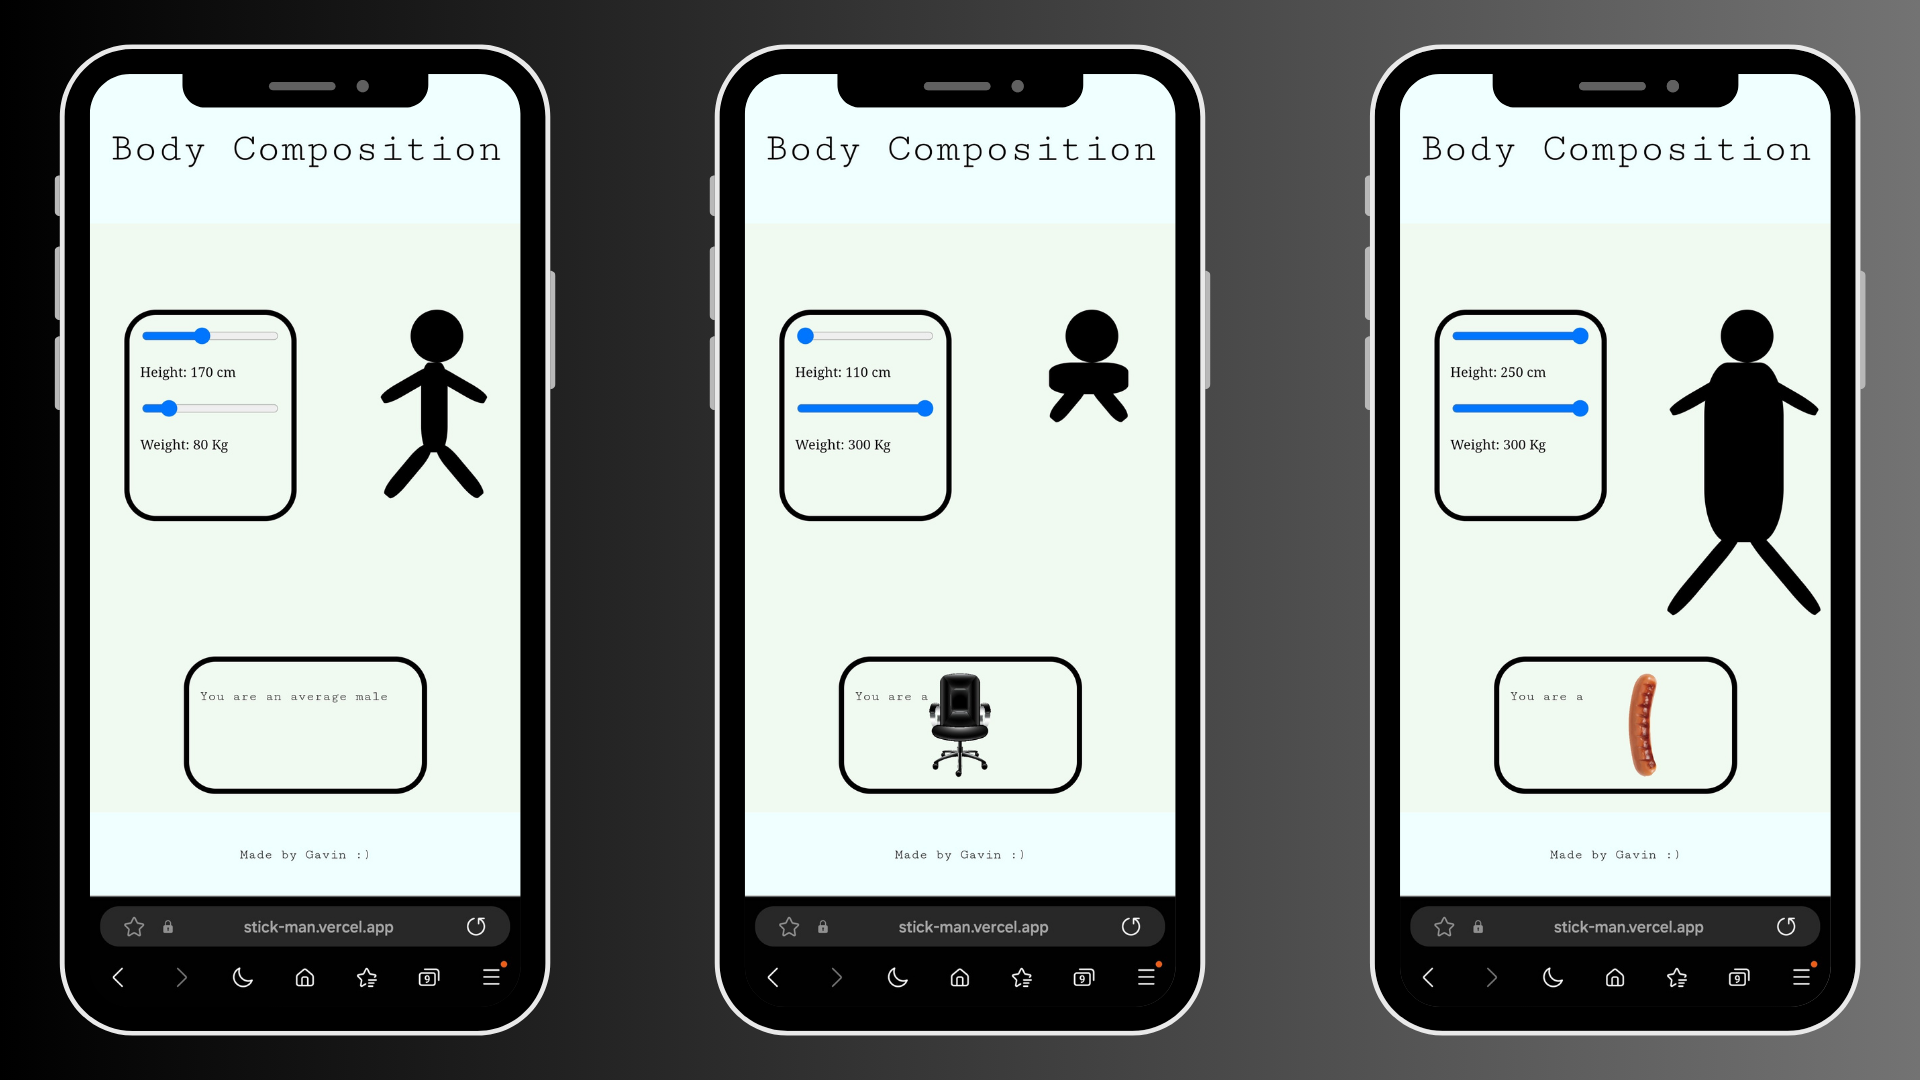 Body Composition
Height: 170 cm
Weight: 80 Kg
You are an average male
Made by Gavin :)
stick-man.vercel.app
9
Body Composition
Height: 110 cm
Weight: 300 Kg
You are a
Made by Gavin :)
stick-man.vercel.app
9
Body Composition
Height: 250 cm
Weight: 300 Kg
You are a
Made by Gavin :)
stick-man.vercel.app
9